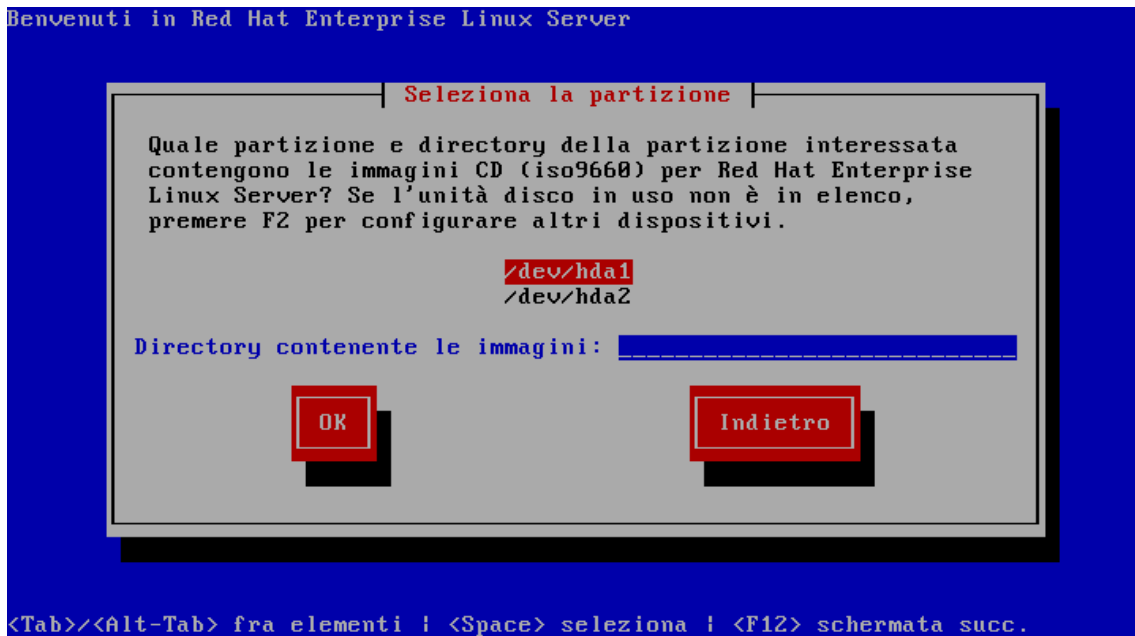 Benvenuti in Red Hat Enterprise Linux Server
Seleziona la partizione
Quale partizione e directory della partizione interessata
contengono le immagini CD (iso9660) per Red Hat Enterprise
Linux Server? Se l'unità disco in uso non è in elenco,
premere F2 per configurare altri dispositivi.
/dev/hda1
/dev/hda2
Directory contenente le immagini: ____________________________
OK Indietro
<Tab>/<Alt-Tab> fra elementi | <Space> seleziona | <F12> schermata succ.